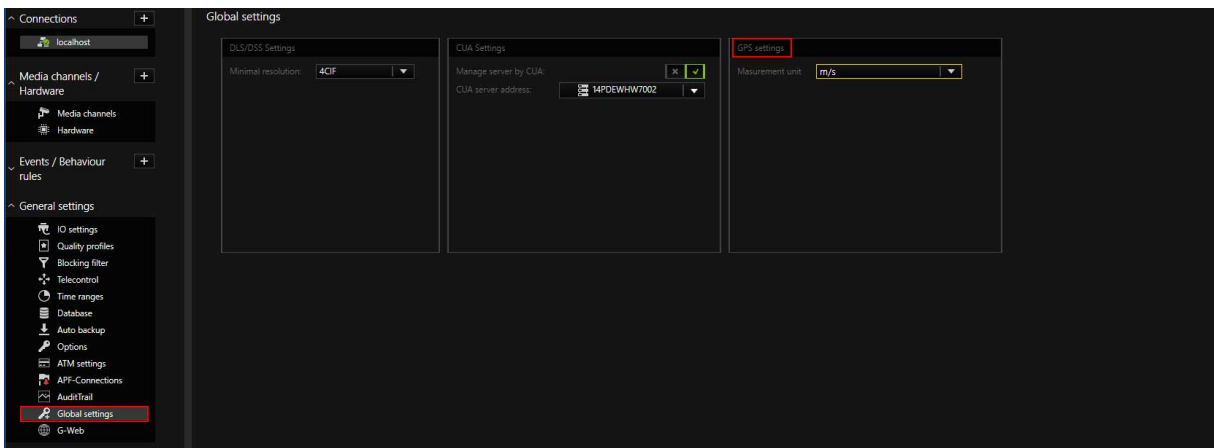 Connections
localhost
Media channels /
Hardware
Media channels
Hardware
Events / Behaviour
rules
General settings
IO settings
Quality profiles
Blocking filter
Telecontrol
Time ranges
Database
Auto backup
Options
ATM settings
APF-Connections
AuditTrail
Global settings
G-Web
Global settings
DLS/DSS Settings
Minimal resolution: 4CIF
CUA Settings
Manage server by CUA:
CUA server address: 14PDEWHW7002
GPS settings
Masurement unit m/s